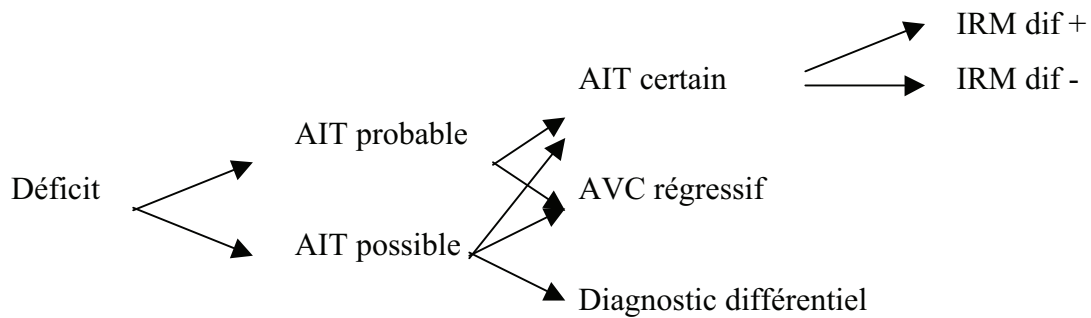 IRM dif +
AIT certain
IRM dif -
AIT probable
Déficit
AVC régressif
AIT possible
Diagnostic différentiel